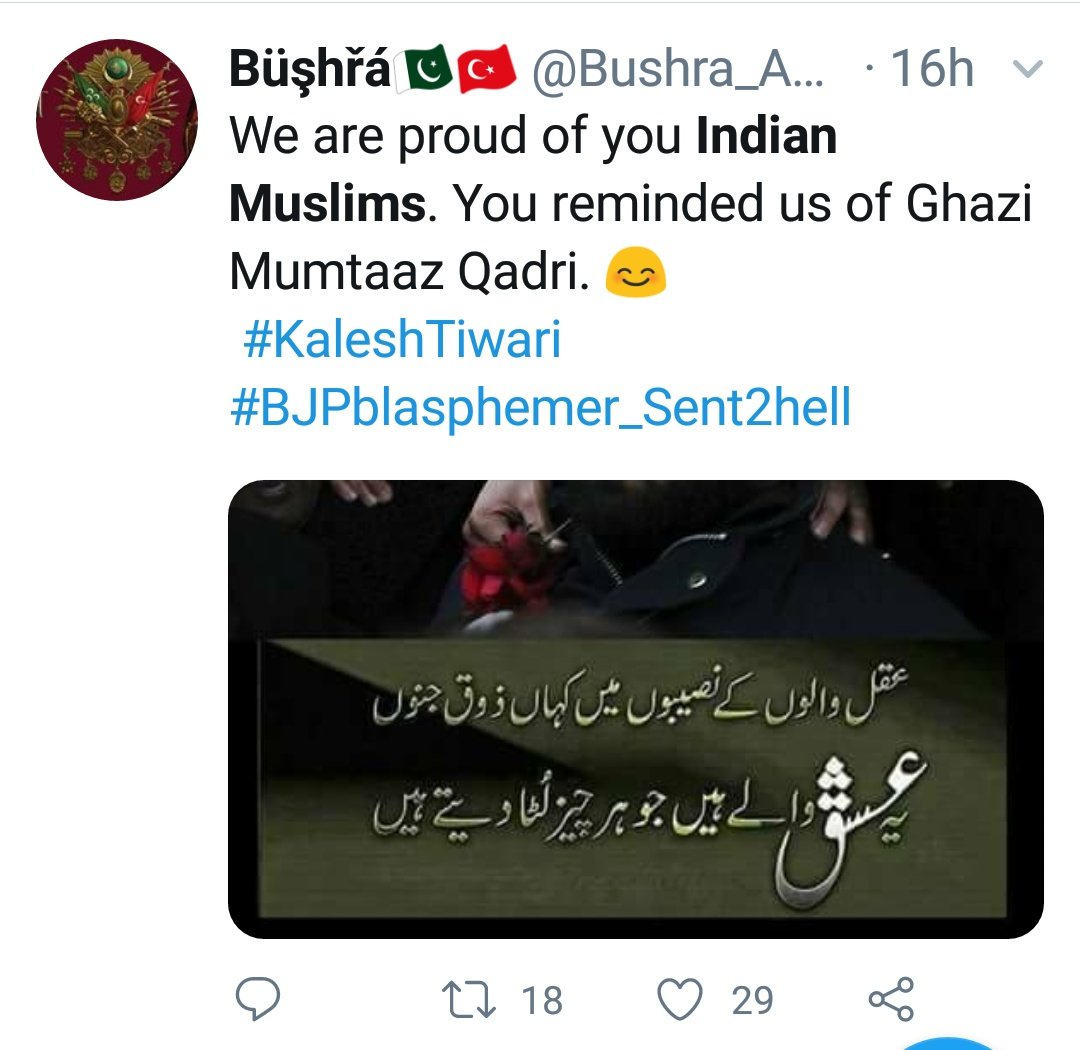 Büşhřá🇵🇰🇹🇷 @Bushra_A... · 16h
We are proud of you Indian
Muslims. You reminded us of Ghazi
Mumtaaz Qadri. 😊
#KaleshTiwari
#BJPblasphemer_Sent2hell
عقل والوں کے نصیبوں میں کہاں ذوق جنوں
یہ عشق والے ہیں جو ہر چیز لُٹا دیتے ہیں
18 29